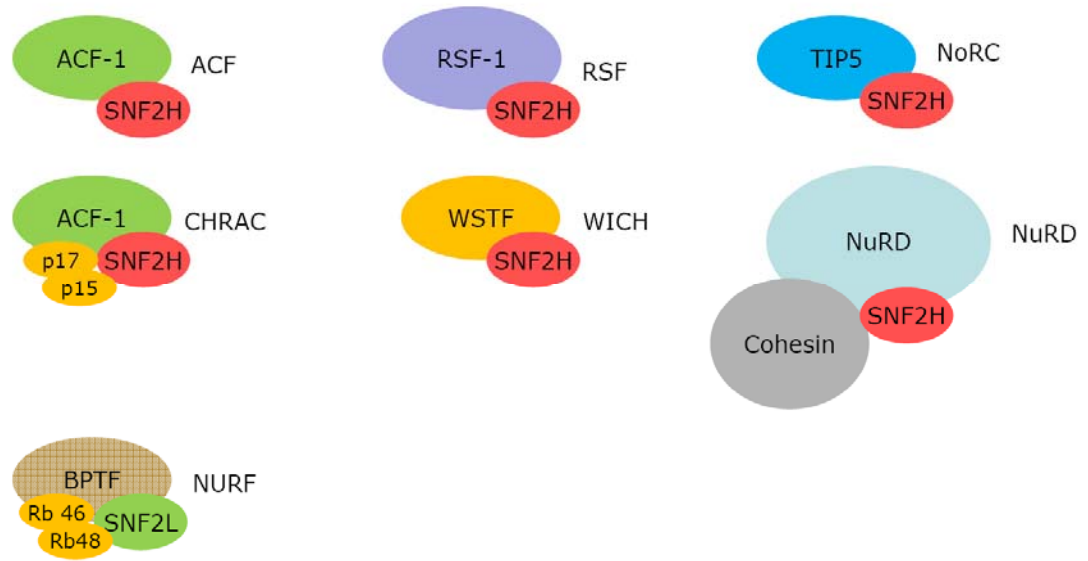 ACF-1
ACF
SNF2H
RSF-1
RSF
SNF2H
TIP5
NoRC
SNF2H
ACF-1
CHRAC
p17
SNF2H
p15
WSTF
WICH
SNF2H
NuRD
NuRD
SNF2H
Cohesin
BPTF
NURF
Rb 46
SNF2L
Rb48